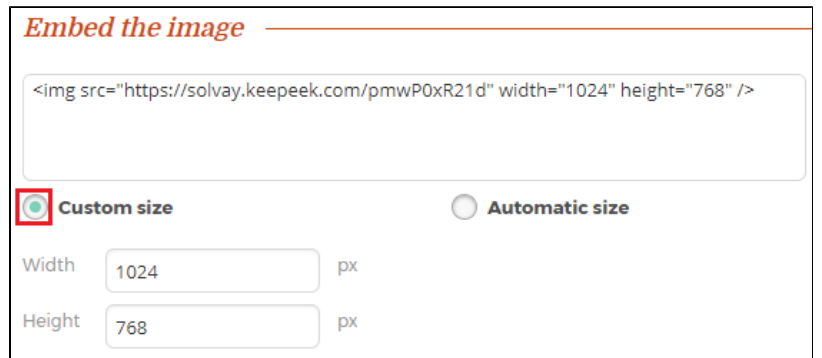 Embed the image
<img src="https://solvay.keepeek.com/pmwP0xR21d" width="1024" height="768" />
Custom size Automatic size
Width 1024 px
Height 768 px